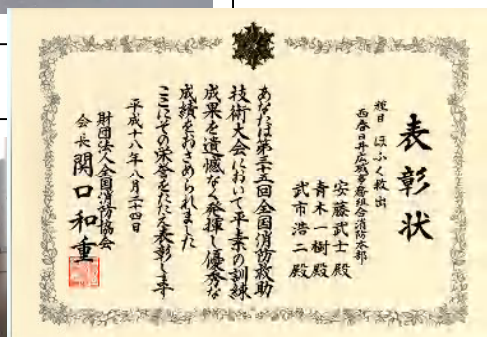 表彰状
種目 ほふく救出
西春日井広域事務組合消防本部
安藤武士殿
青木一樹殿
武市浩二殿
あなたは第三十五回全国消防救助
技術大会において平素の訓練
成果を遺憾なく発揮し優秀な
成績をおさめられました
ここにその栄誉をたたえ表彰します
平成十八年八月二十四日
財団法人全国消防協会
会長 関口和重